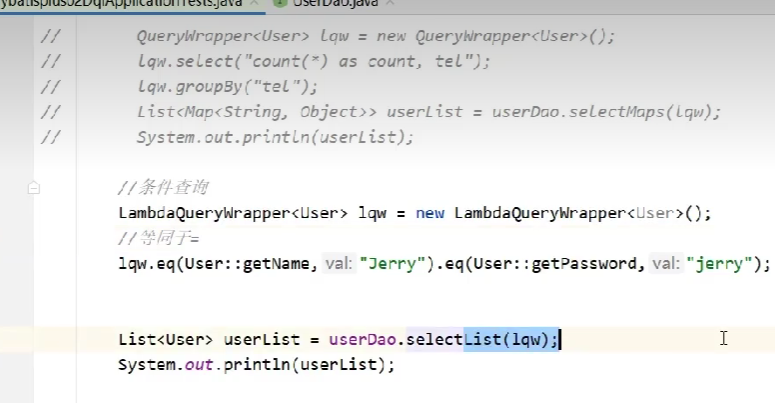 ybatisplus02DqlApplicationTests.java UserDao.java
// QueryWrapper<User> lqw = new QueryWrapper<User>();
// lqw.select("count(*) as count, tel");
// lqw.groupBy("tel");
// List<Map<String, Object>> userList = userDao.selectMaps(lqw);
// System.out.println(userList);
//条件查询
LambdaQueryWrapper<User> lqw = new LambdaQueryWrapper<User>();
//等同于=
lqw.eq(User::getName, val: "Jerry").eq(User::getPassword, val: "jerry");
List<User> userList = userDao.selectList(lqw);
System.out.println(userList);